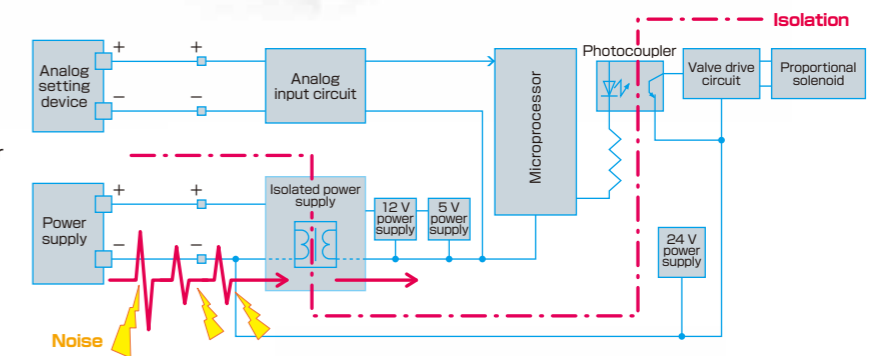 Isolation
Photocoupler
Analog
setting
device
+
+
−
−
Analog
input circuit
Microprocessor
Valve drive
circuit
Proportional
solenoid
r
Power
supply
+
+
−
−
Isolated power
supply
12 V
power
supply
5 V
power
supply
24 V
power
supply
Noise